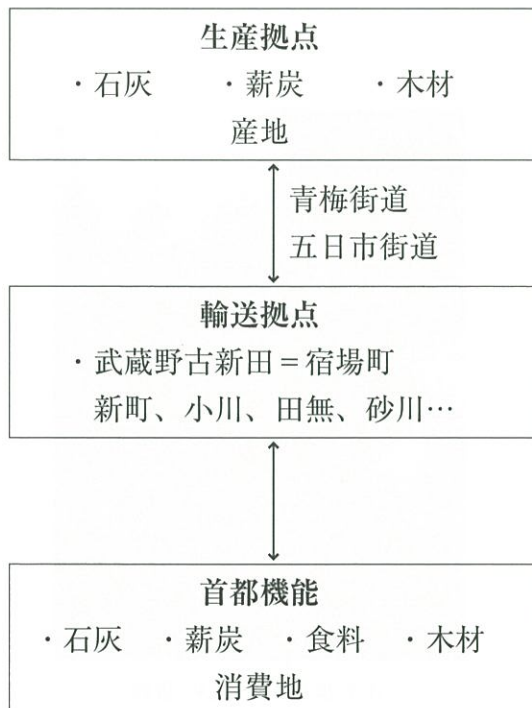 生産拠点
・石灰　・薪炭　・木材
産地
青梅街道
五日市街道
輸送拠点
・武蔵野古新田＝宿場町
新町、小川、田無、砂川…
首都機能
・石灰　・薪炭　・食料　・木材
消費地